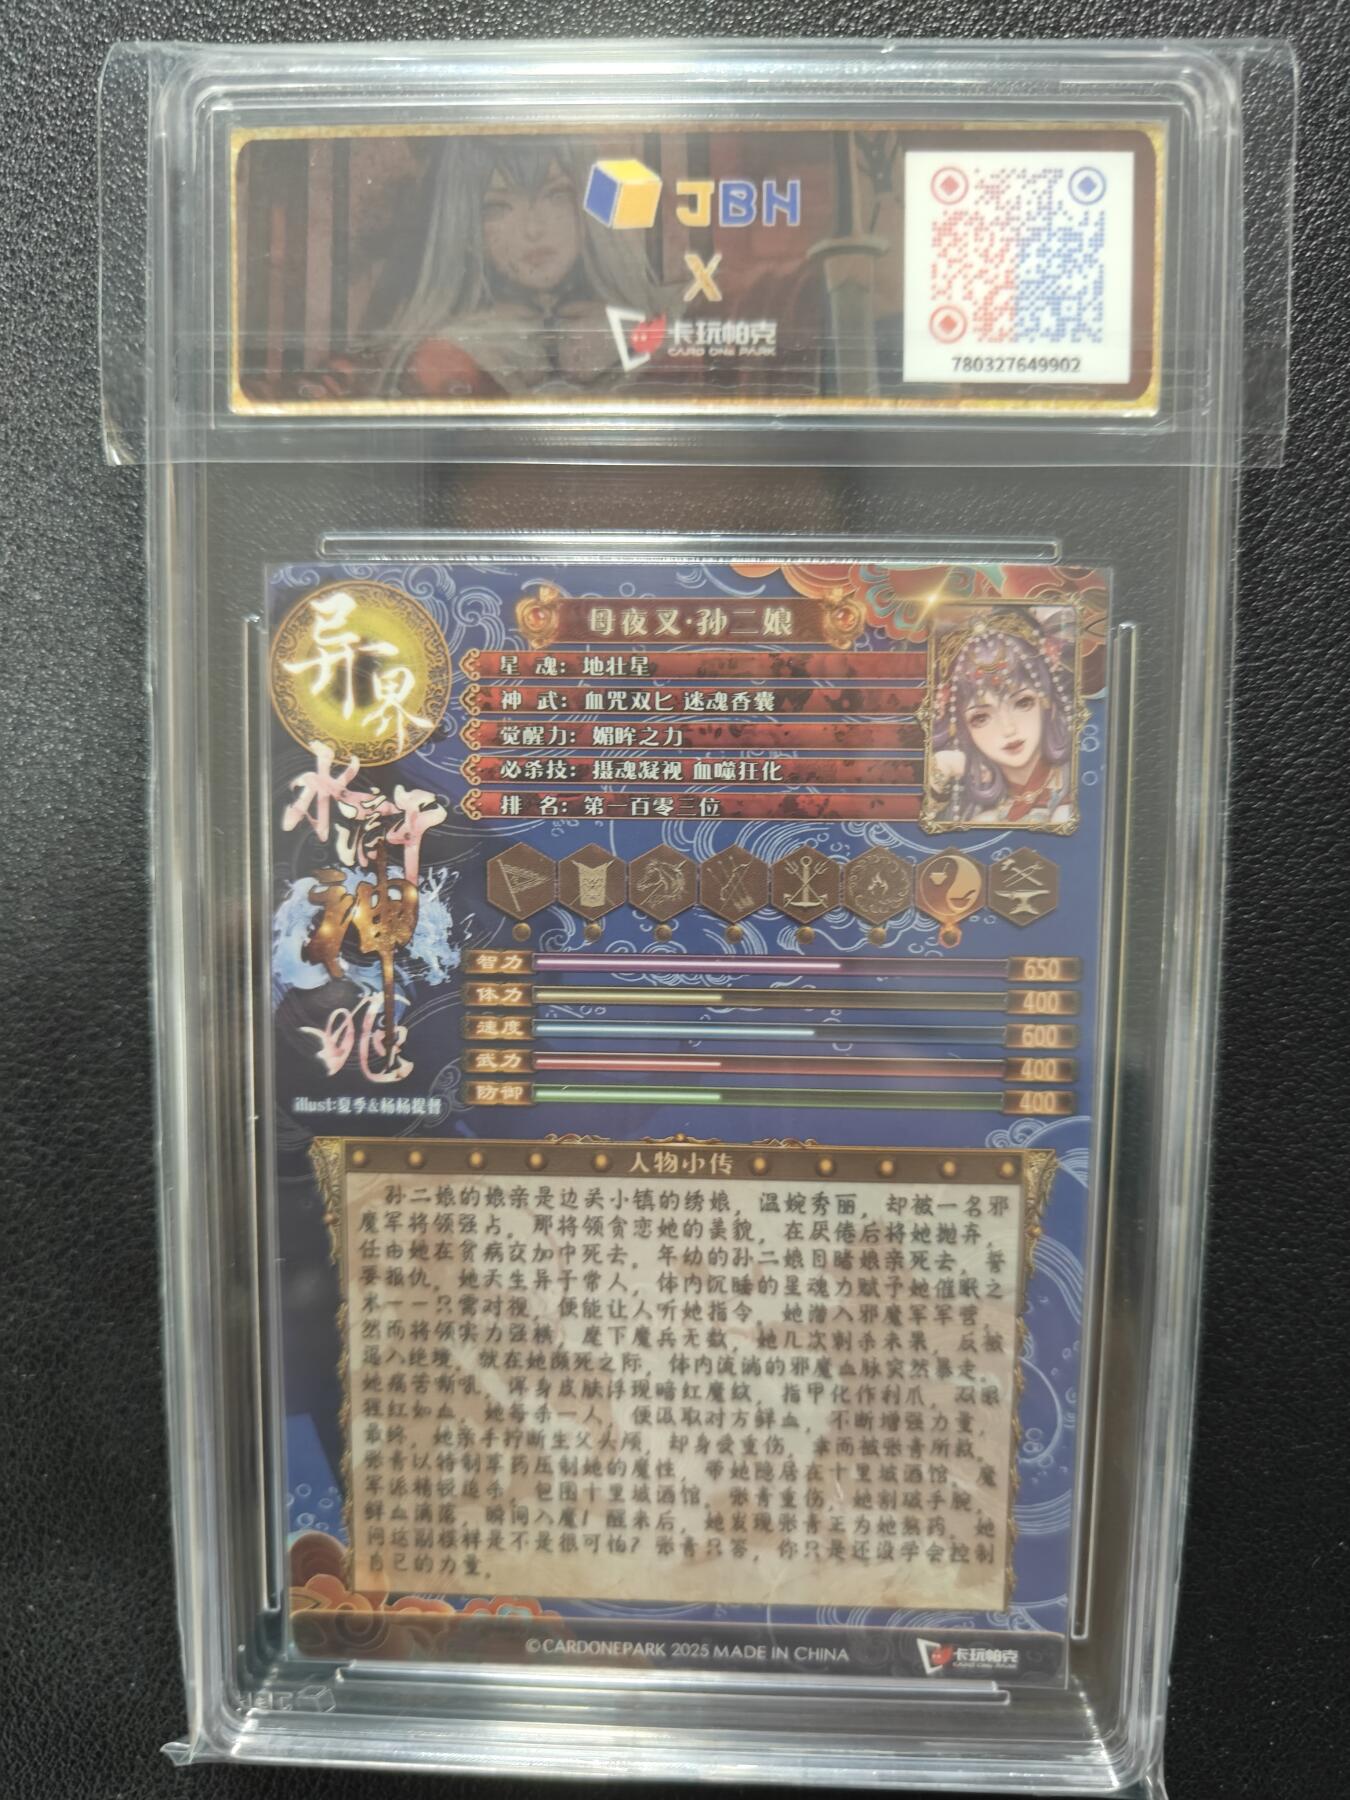 JBH
X
卡玩帕克
CARD ONE PARK
780327649902
异界
水浒
神
母夜叉·孙二娘
星 魂：地壮星
神 武：血咒双匕 迷魂香囊
觉醒力：媚眸之力
必杀技：摄魂凝视 血噬狂化
排 名：第一百零三位
智力 650
体力 400
速度 600
武力 400
防御 400
illust:夏季&杨杨提督
人物小传
孙二娘的娘亲是边关小镇的绣娘，温婉秀丽，却被一名邪
魔军将领强占。那将领贪恋她的美貌，在厌倦后将她抛弃，
任由她在贫病交加中死去。年幼的孙二娘目睹娘亲死去，誓
要报仇。她天生异于常人，体内沉睡的星魂力赋予她催眠之
术——只需对视，便能让人听她指令。她潜入邪魔军军营，
然而将领实力强横，麾下魔兵无数，她几次刺杀未果，反被
逼入绝境。就在她濒死之际，体内流淌的邪魔血脉突然暴走。
她痛苦嘶吼，浑身皮肤浮现暗红魔纹，指甲化作利爪，双眼
猩红如血。她每杀一人，便汲取对方鲜血，不断增强力量，
最终，她亲手拧断生父头颅，却身受重伤，幸而被张青所救。
张青以特制草药压制她的魔性，带她隐居在十里坡酒馆。魔
军派精锐追杀，包围十里坡酒馆。张青重伤，她割破手腕，
鲜血滴落，瞬间入魔！醒来后，她发现张青正为她熬药。她
问这副模样是不是很可怕？张青只答，你只是还没学会控制
自己的力量。
©CARDONEPARK 2025 MADE IN CHINA
卡玩帕克
CARD ONE PARK